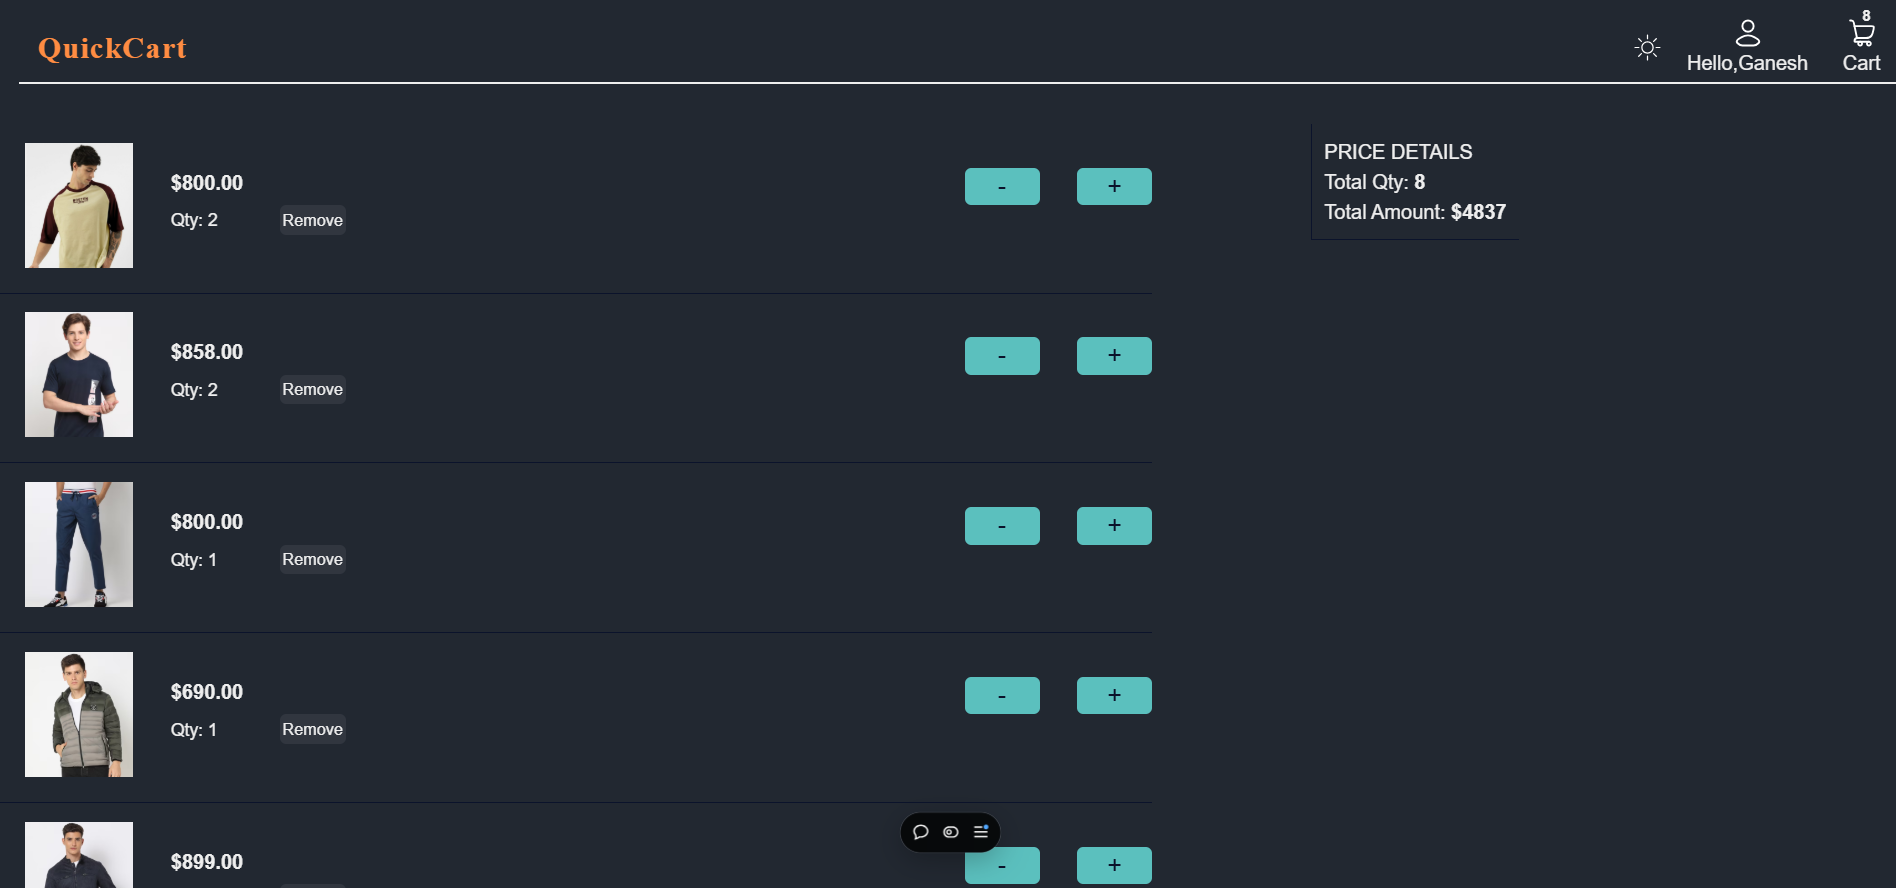 QuickCart
8
Hello,Ganesh
Cart
$800.00
- +
Qty: 2 Remove
$858.00
- +
Qty: 2 Remove
$800.00
- +
Qty: 1 Remove
$690.00
- +
Qty: 1 Remove
$899.00
- +
PRICE DETAILS
Total Qty: 8
Total Amount: $4837